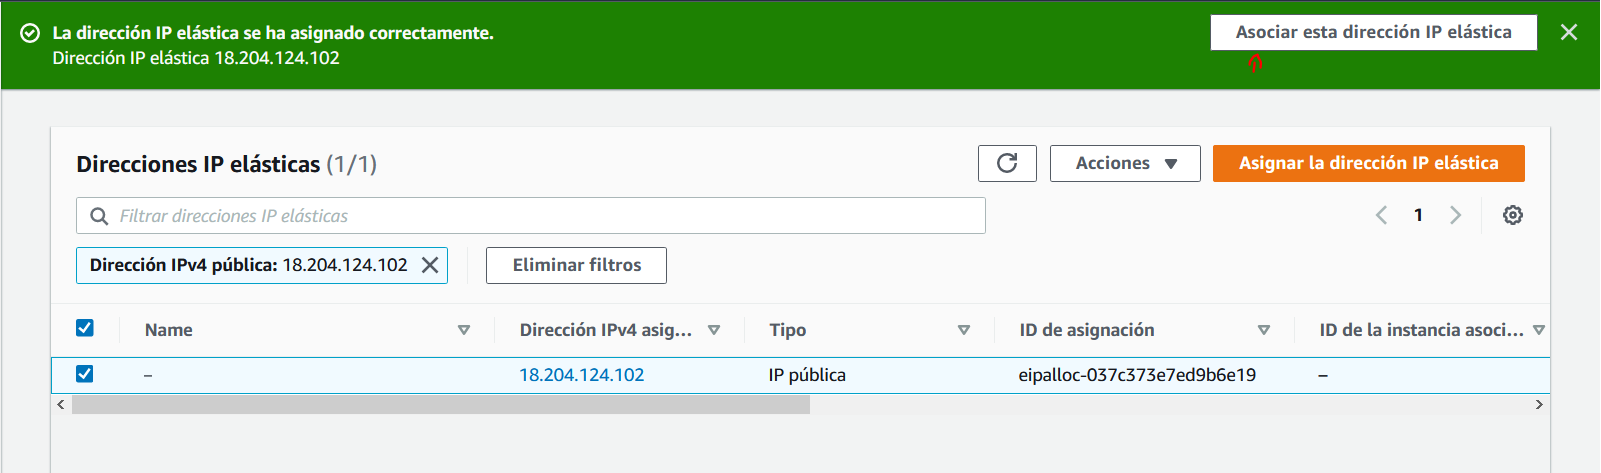 La dirección IP elástica se ha asignado correctamente.
Dirección IP elástica 18.204.124.102
Asociar esta dirección IP elástica
Direcciones IP elásticas (1/1)
Acciones
Asignar la dirección IP elástica
Filtrar direcciones IP elásticas
1
Dirección IPv4 pública: 18.204.124.102
Eliminar filtros
Name
Dirección IPv4 asig...
Tipo
ID de asignación
ID de la instancia asoci...
–
18.204.124.102
IP pública
eipalloc-037c373e7ed9b6e19
–